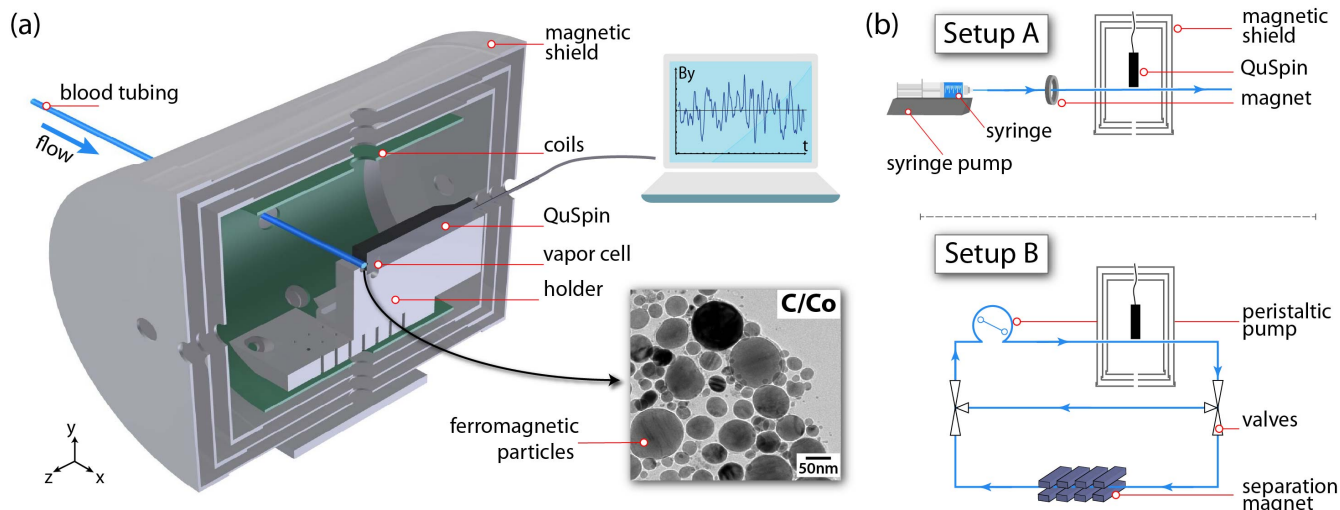 (a)
magnetic
shield
blood tubing
flow
coils
By
t
QuSpin
vapor cell
holder
C/Co
ferromagnetic
particles
50nm
y
z
x
(b)
Setup A
magnetic
shield
QuSpin
magnet
syringe
syringe pump
Setup B
peristaltic
pump
valves
separation
magnet